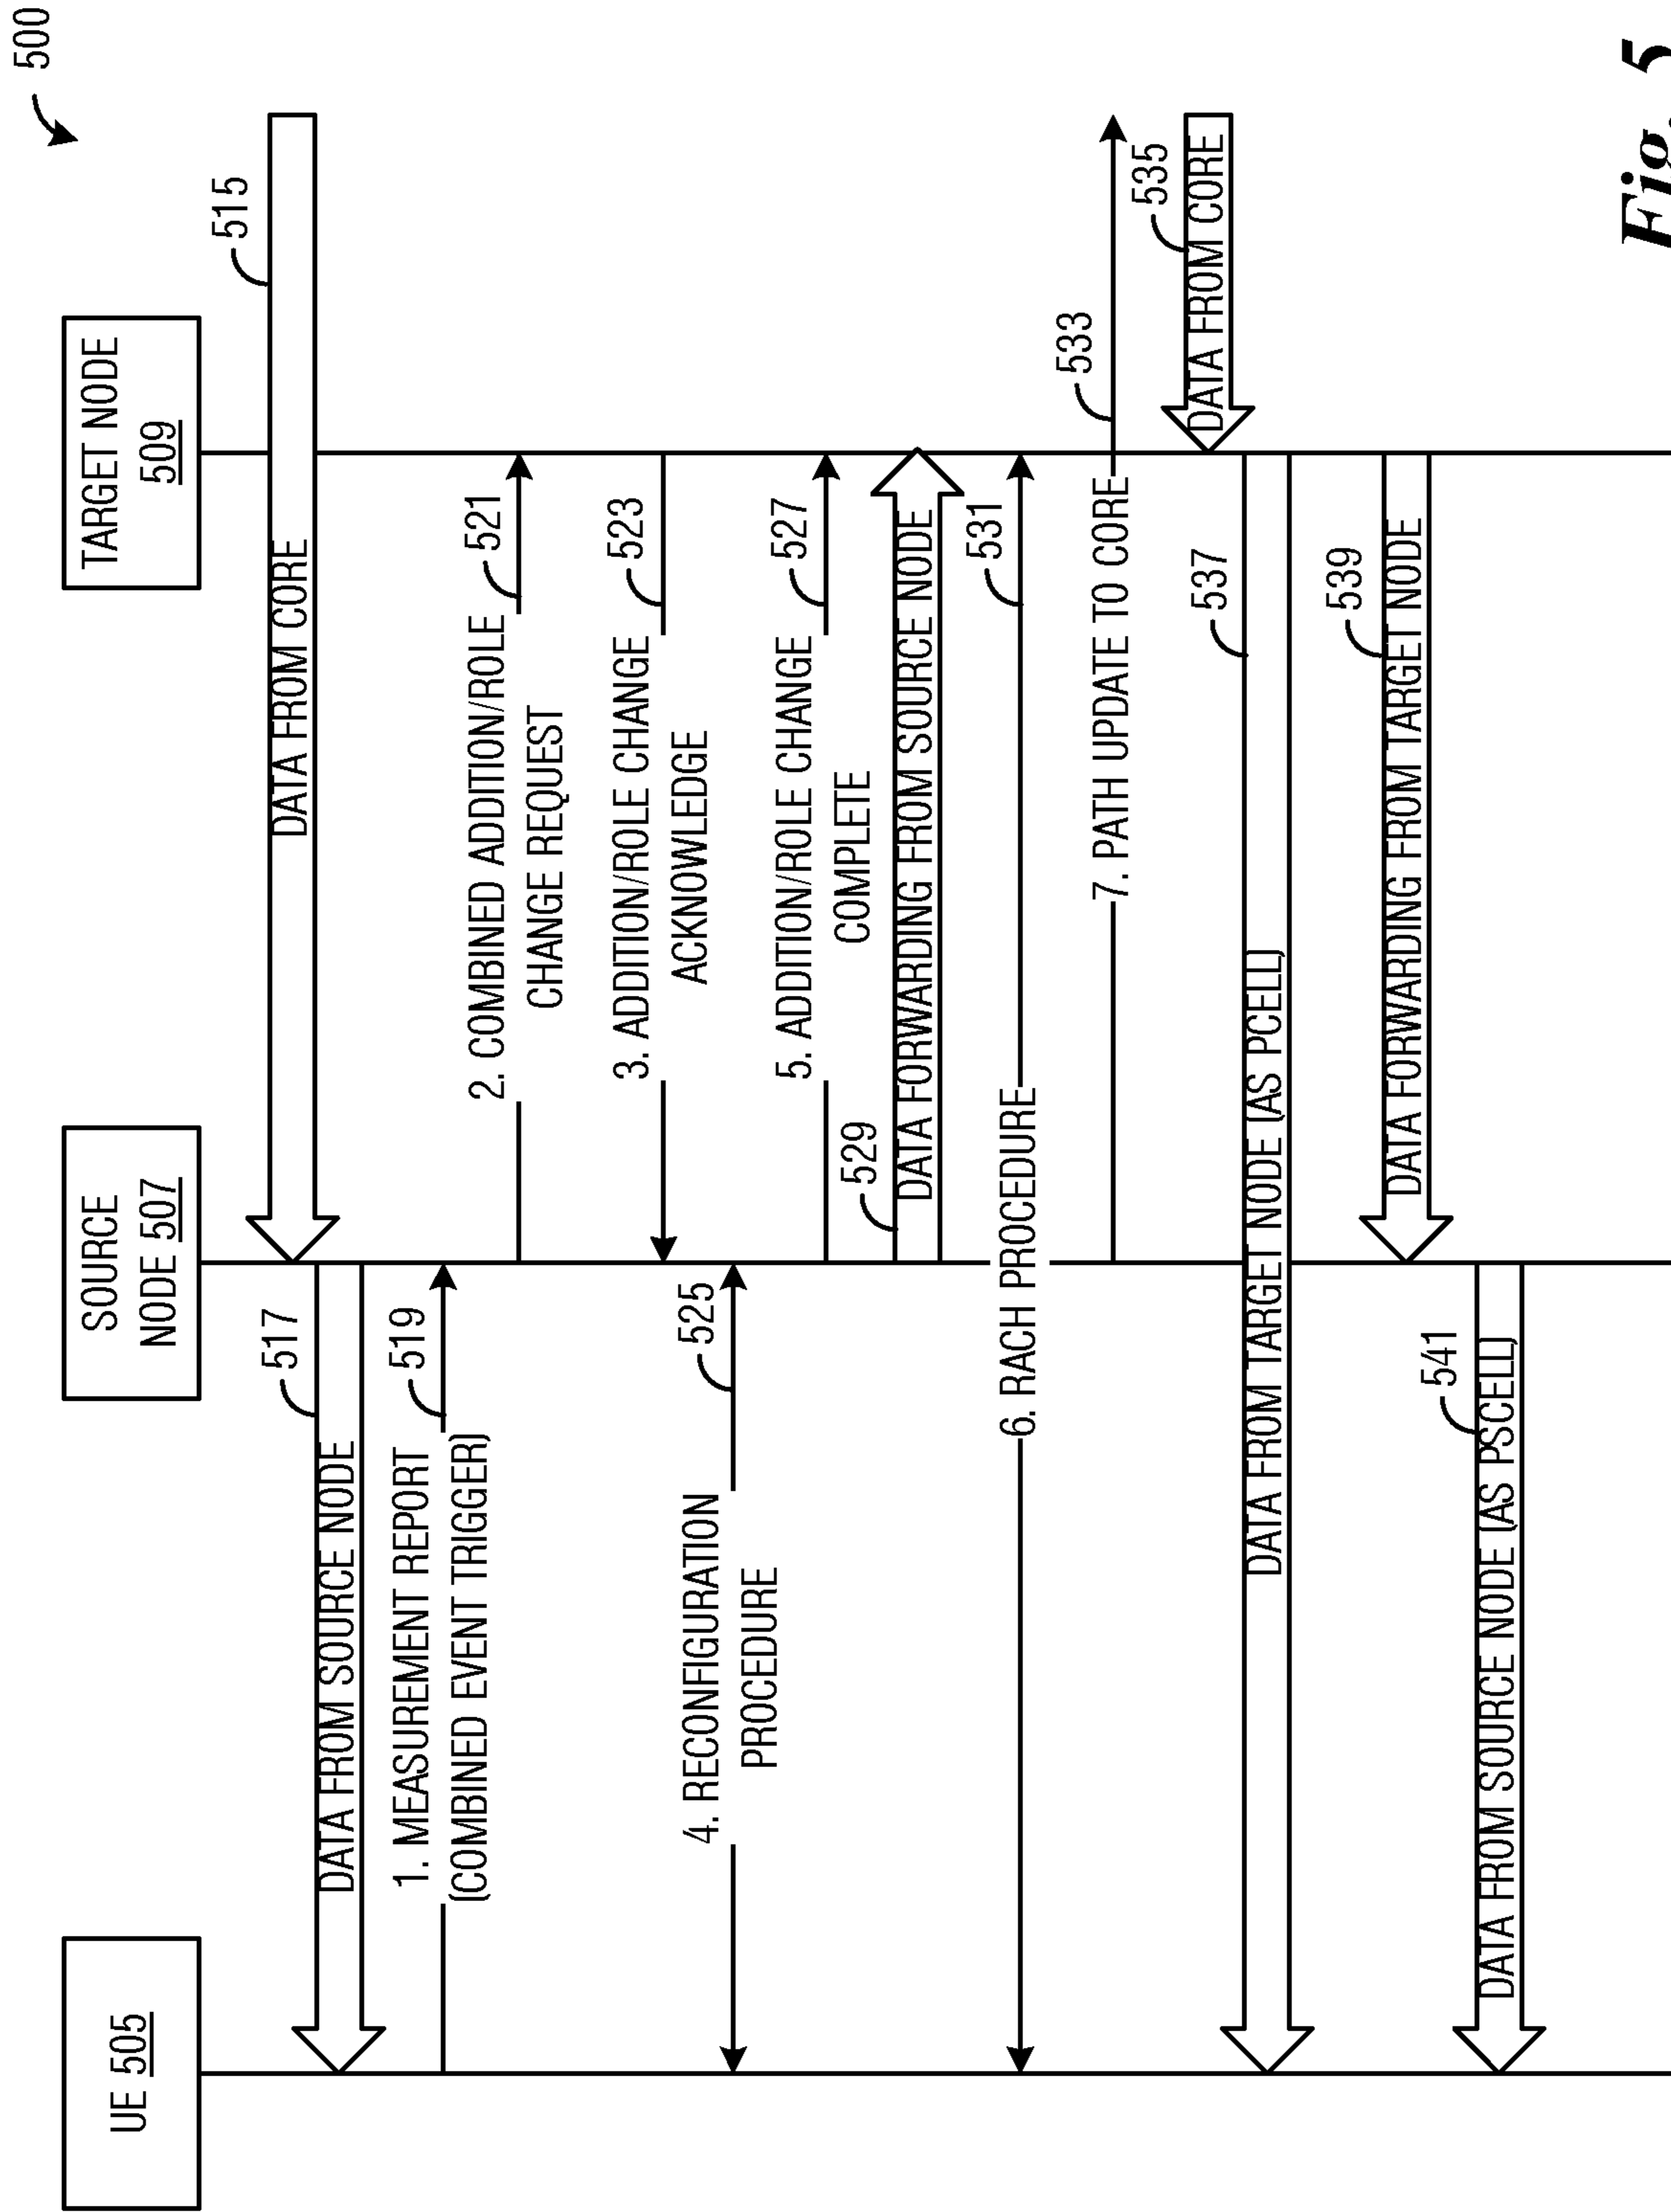 500
UE 505
SOURCE
NODE 507
TARGET NODE
509
515
DATA FROM CORE
517
DATA FROM SOURCE NODE
1. MEASUREMENT REPORT
(COMBINED EVENT TRIGGER)
519
2. COMBINED ADDITION/ROLE
CHANGE REQUEST
521
3. ADDITION/ROLE CHANGE
ACKNOWLEDGE
523
4. RECONFIGURATION
PROCEDURE
525
5. ADDITION/ROLE CHANGE
COMPLETE
527
529
DATA FORWARDING FROM SOURCE NODE
6. RACH PROCEDURE
531
7. PATH UPDATE TO CORE
533
535
DATA FROM CORE
537
DATA FROM TARGET NODE (AS PCELL)
539
DATA FORWARDING FROM TARGET NODE
541
DATA FROM SOURCE NODE (AS PSCELL)
Fig. 5